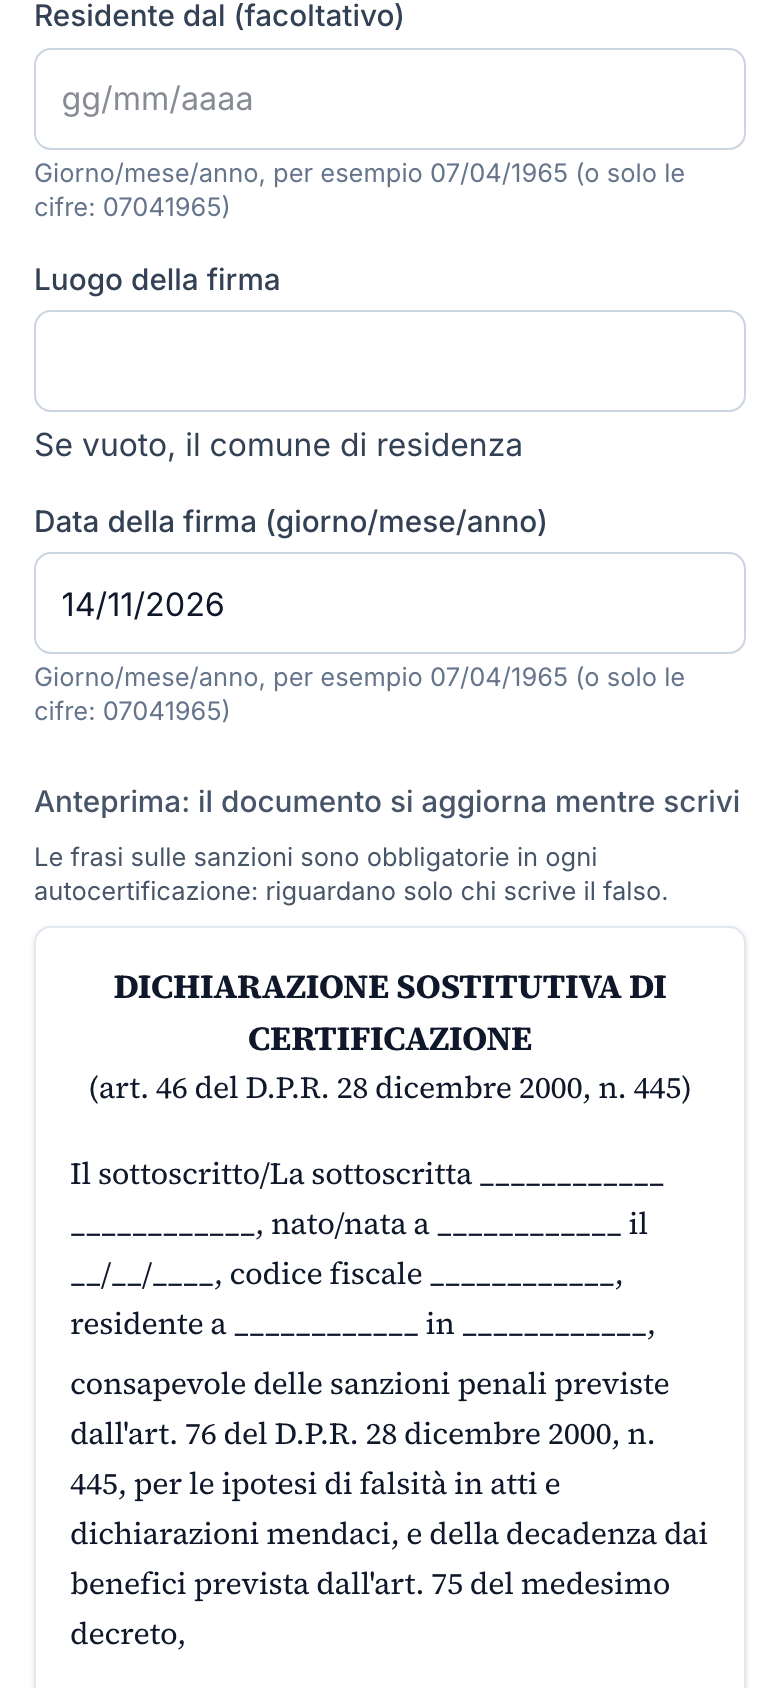 Residente dal (facoltativo)
gg/mm/aaaa
Giorno/mese/anno, per esempio 07/04/1965 (o solo le
cifre: 07041965)
Luogo della firma
Se vuoto, il comune di residenza
Data della firma (giorno/mese/anno)
14/11/2026
Giorno/mese/anno, per esempio 07/04/1965 (o solo le
cifre: 07041965)
Anteprima: il documento si aggiorna mentre scrivi
Le frasi sulle sanzioni sono obbligatorie in ogni
autocertificazione: riguardano solo chi scrive il falso.
DICHIARAZIONE SOSTITUTIVA DI
CERTIFICAZIONE
(art. 46 del D.P.R. 28 dicembre 2000, n. 445)
Il sottoscritto/La sottoscritta ____________
____________, nato/nata a ____________ il
__/__/____, codice fiscale ____________,
residente a ____________ in ____________,
consapevole delle sanzioni penali previste
dall'art. 76 del D.P.R. 28 dicembre 2000, n.
445, per le ipotesi di falsità in atti e
dichiarazioni mendaci, e della decadenza dai
benefici prevista dall'art. 75 del medesimo
decreto,